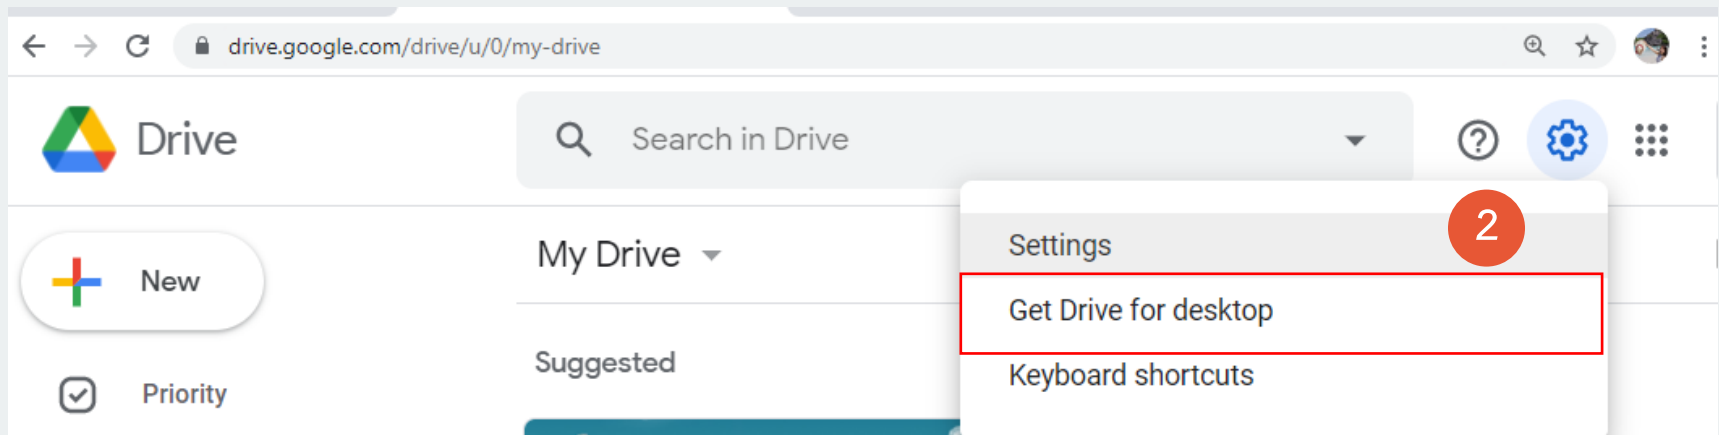 drive.google.com/drive/u/0/my-drive
Drive
Search in Drive
2
Settings
My Drive
New
Get Drive for desktop
Suggested
Keyboard shortcuts
Priority